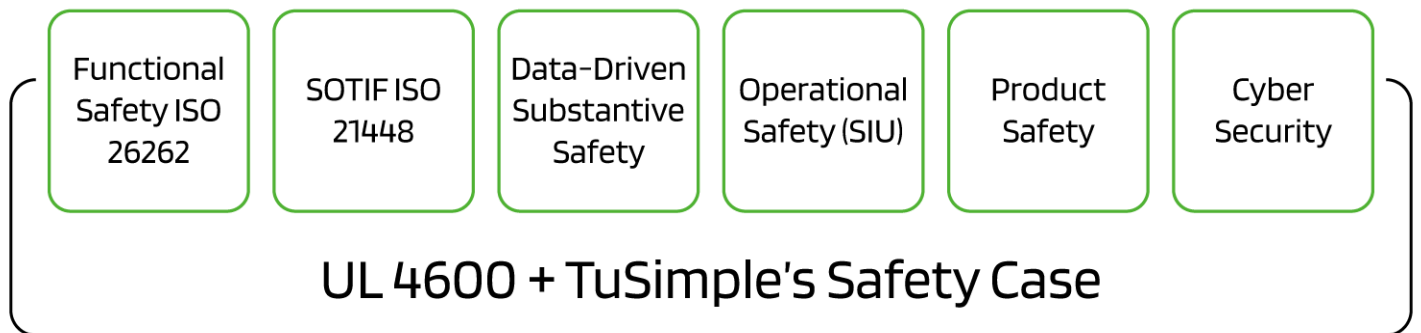 Functional
Safety ISO
26262
SOTIF ISO
21448
Data-Driven
Substantive
Safety
Operational
Safety (SIU)
Product
Safety
Cyber
Security
UL 4600 + TuSimple's Safety Case